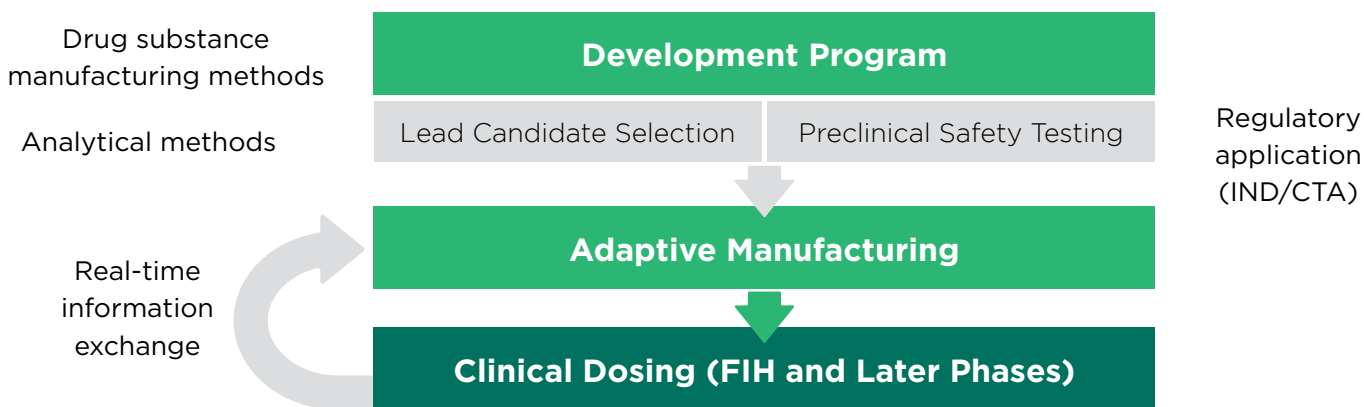 Drug substance
manufacturing methods
Analytical methods
Development Program
Lead Candidate Selection
Preclinical Safety Testing
Regulatory
application
(IND/CTA)
Real-time
information
exchange
Adaptive Manufacturing
Clinical Dosing (FIH and Later Phases)